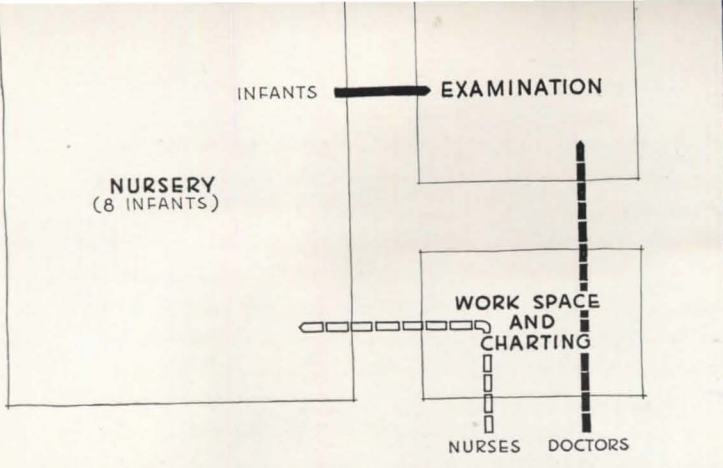 INFANTS
EXAMINATION
NURSERY
(8 INFANTS)
WORK SPACE
AND
CHARTING
NURSES
DOCTORS